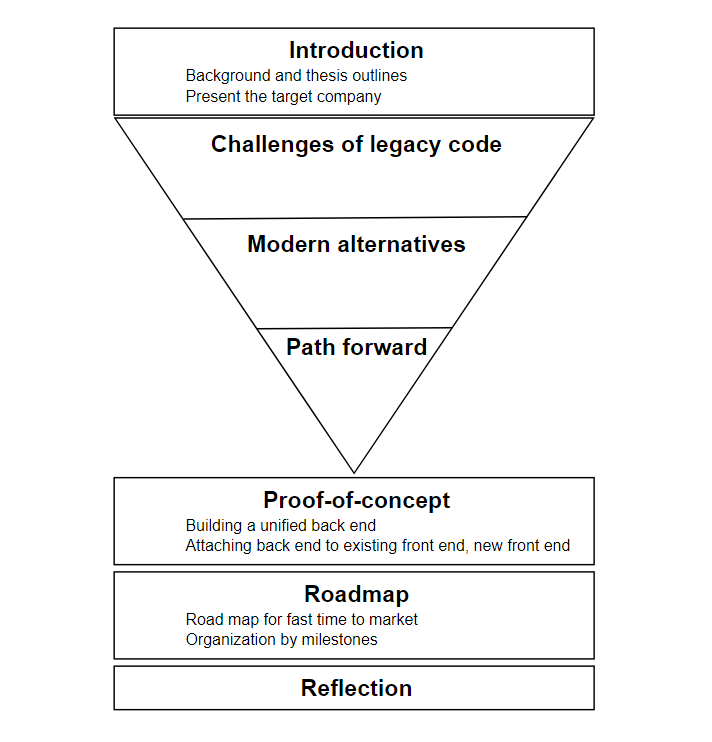 Introduction
Background and thesis outlines
Present the target company
Challenges of legacy code
Modern alternatives
Path forward
Proof-of-concept
Building a unified back end
Attaching back end to existing front end, new front end
Roadmap
Road map for fast time to market
Organization by milestones
Reflection